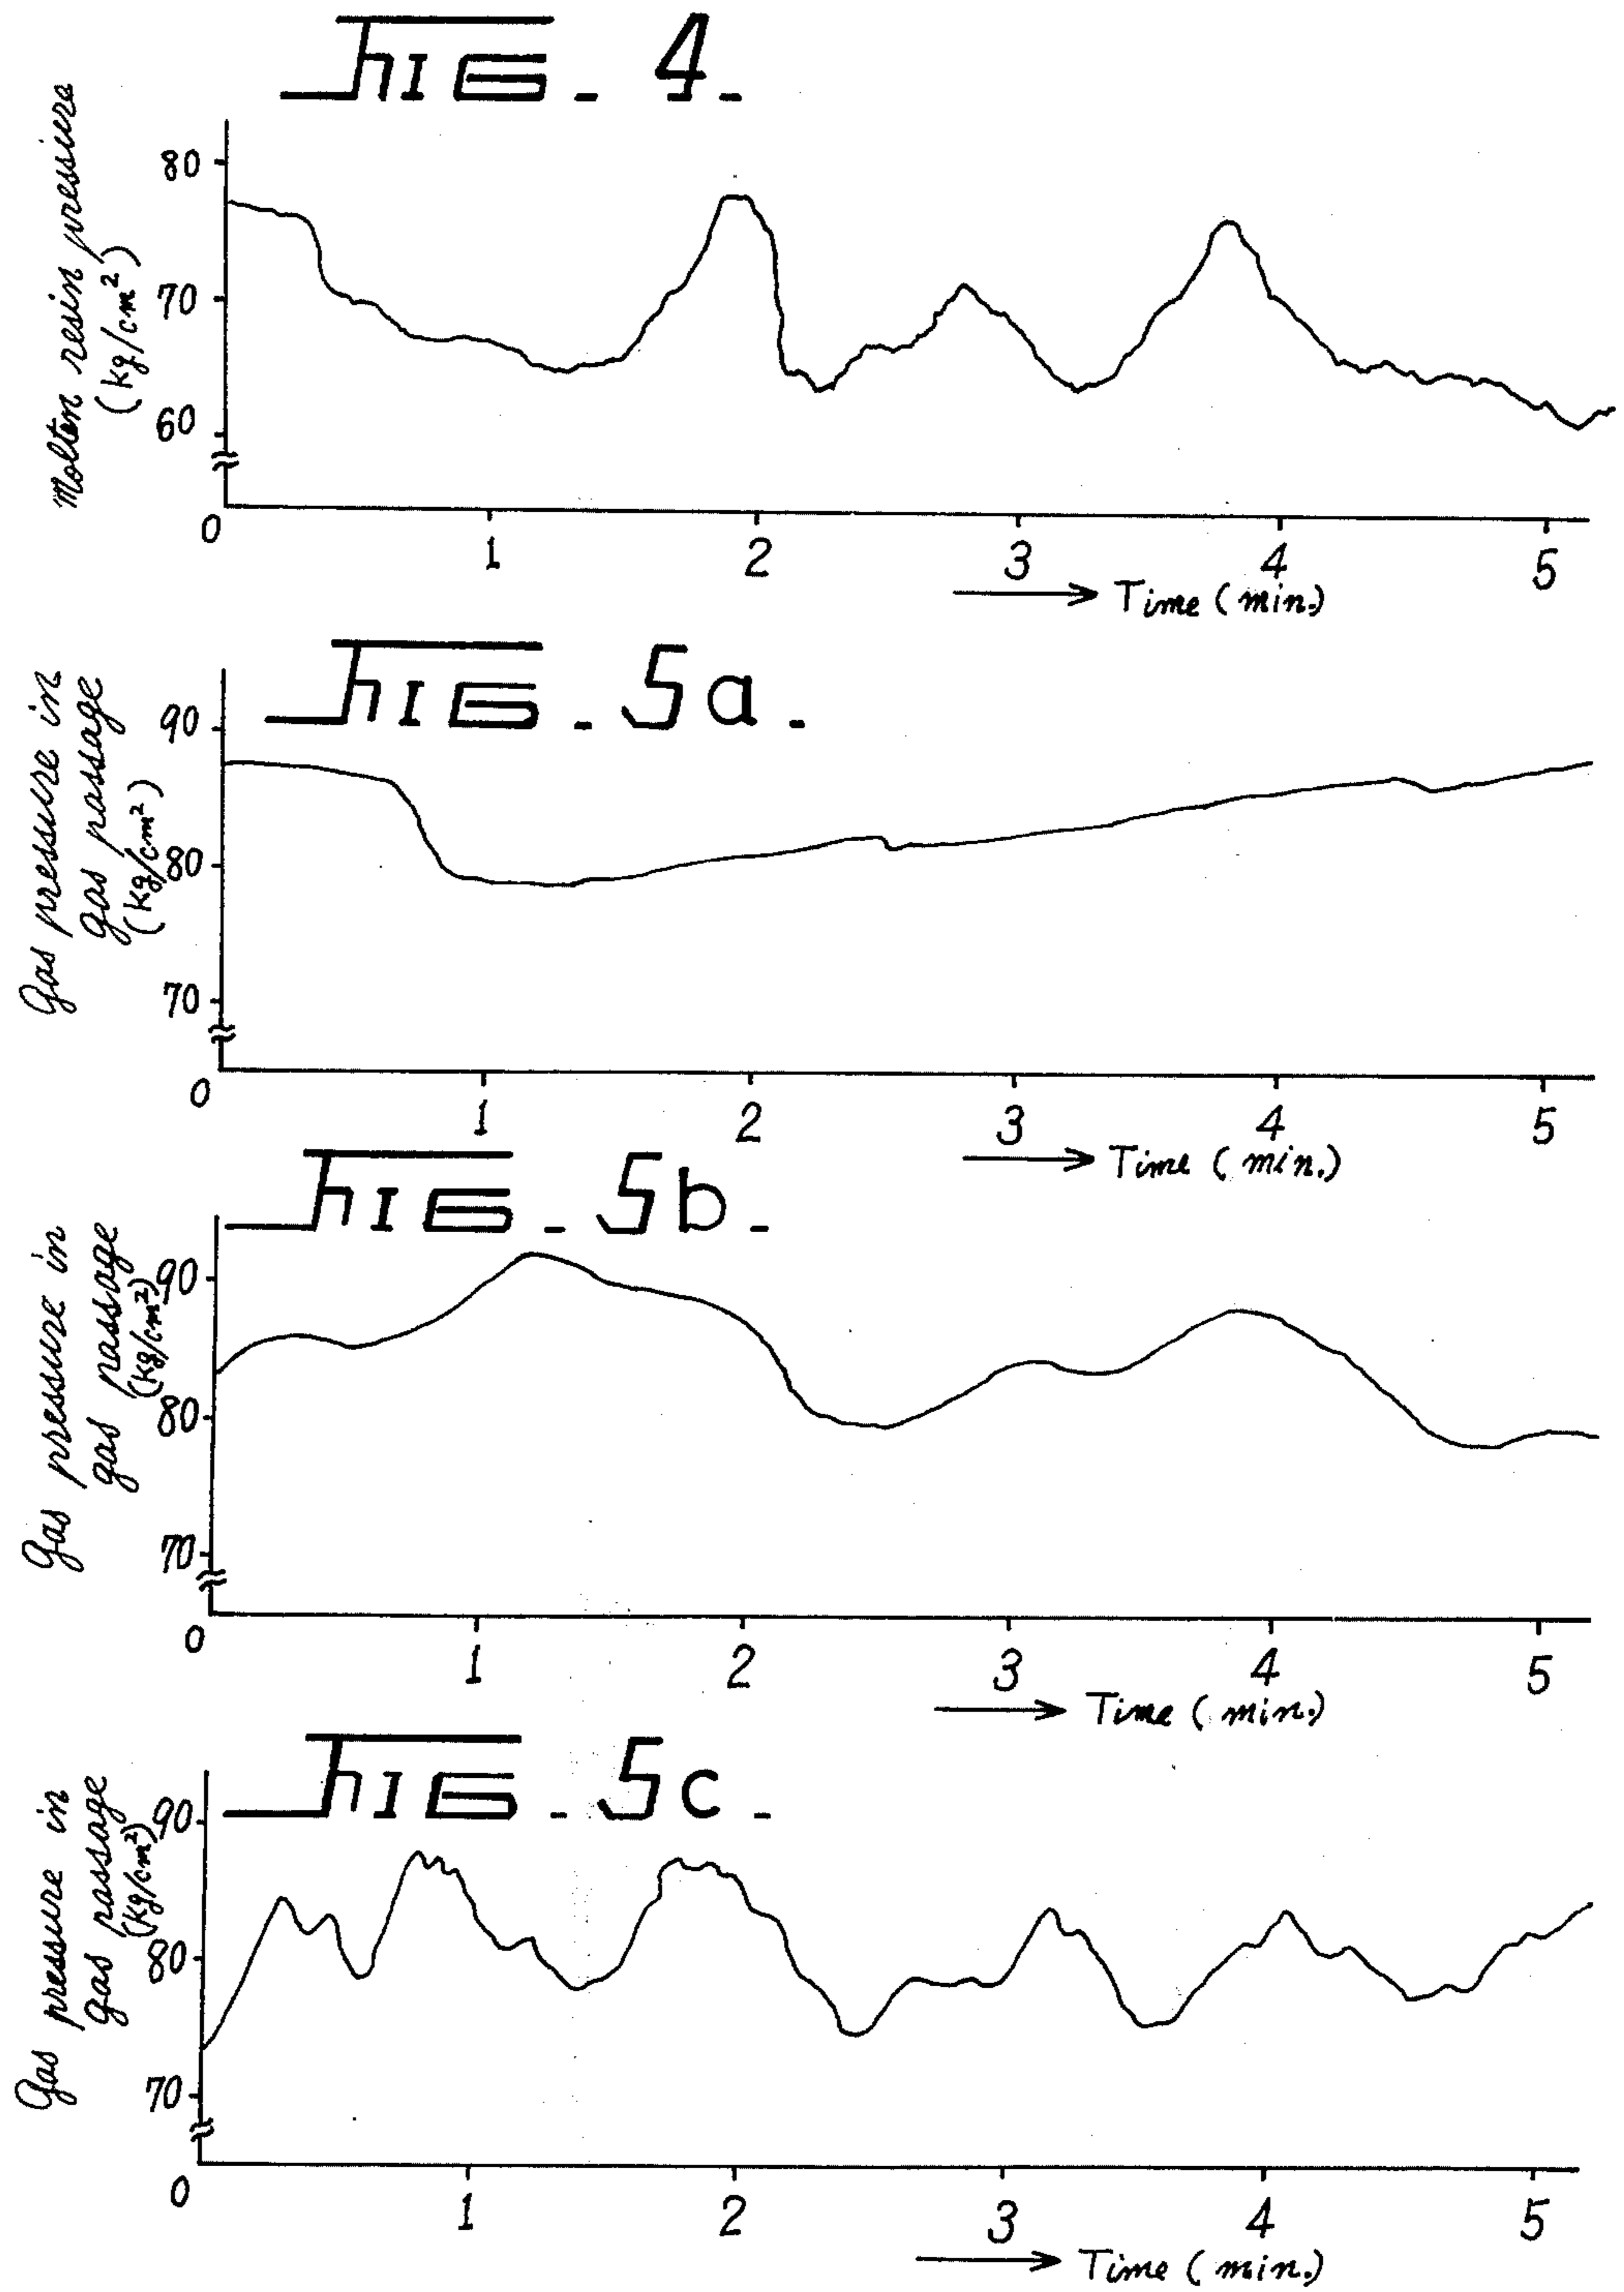 FIG. 4.
Molten resin pressure
(kg/cm²)
80
70
60
0
1 2 3 4 5
Time (min.)
FIG. 5a.
Gas pressure in
gas passage
(kg/cm²)
90
80
70
0
1 2 3 4 5
Time (min.)
FIG. 5b.
Gas pressure in
gas passage
(kg/cm²)
90
80
70
0
1 2 3 4 5
Time (min.)
FIG. 5c.
Gas pressure in
gas passage
(kg/cm²)
90
80
70
0
1 2 3 4 5
Time (min.)